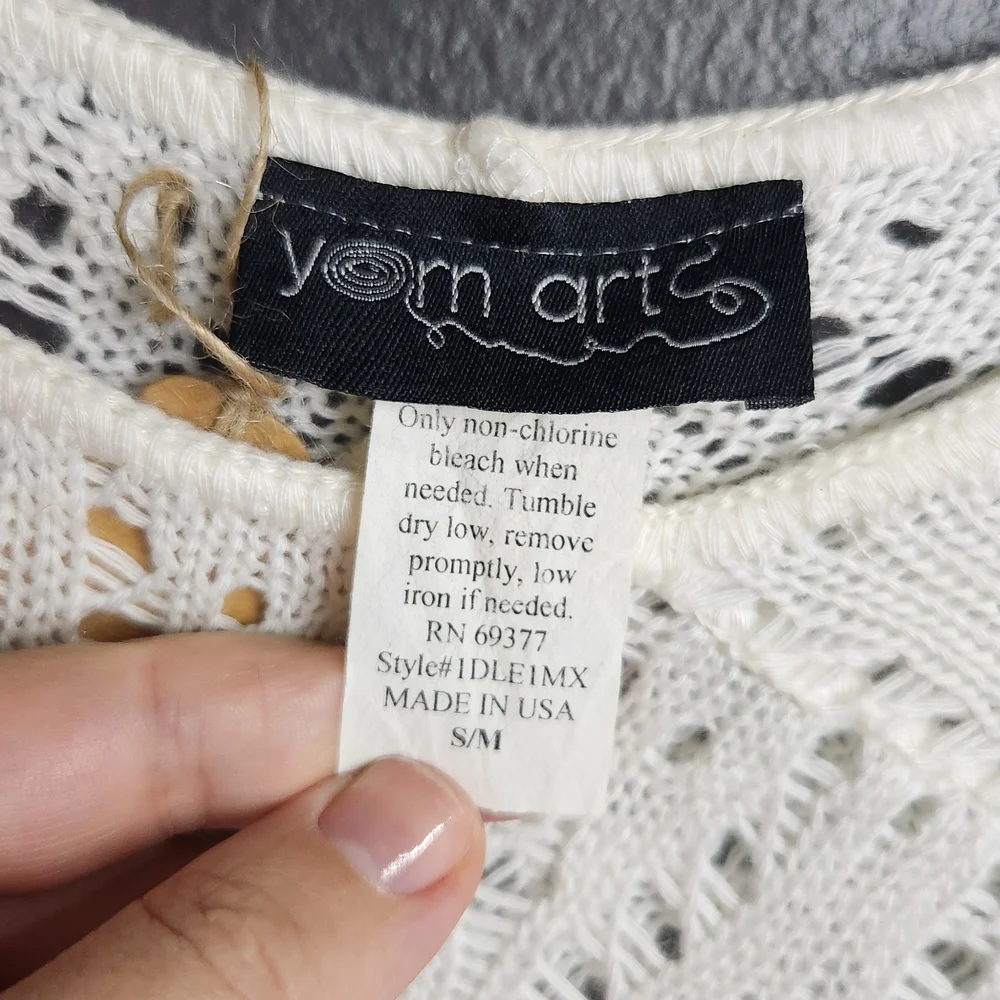 yarn arts
Only non-chlorine
bleach when
needed. Tumble
dry low, remove
promptly, low
iron if needed.
RN 69377
Style#1DLE1MX
MADE IN USA
S/M